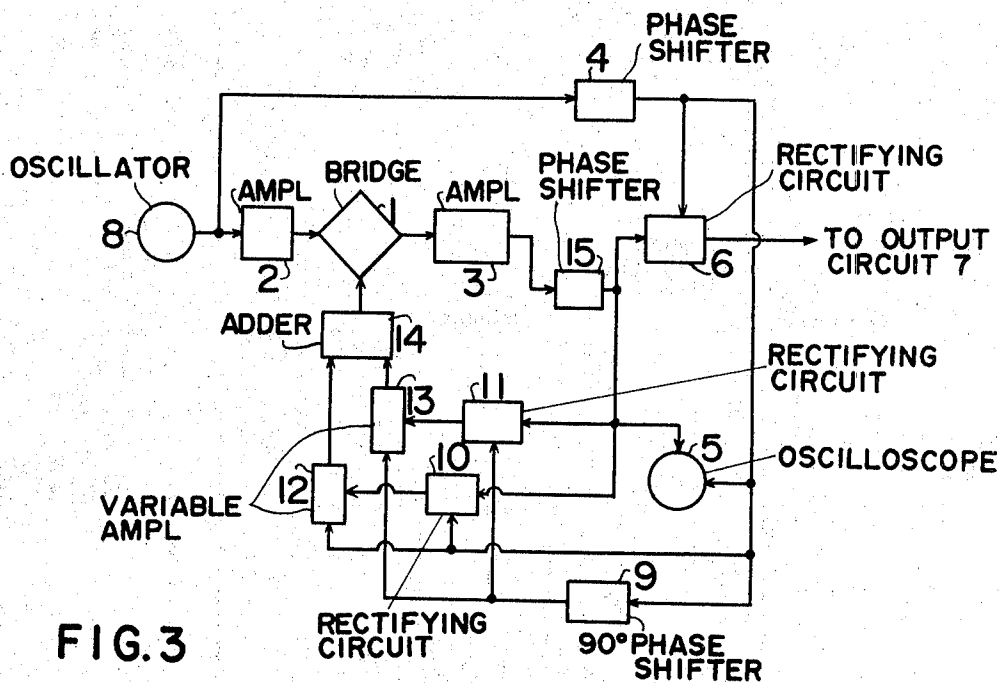 PHASE
SHIFTER
4
OSCILLATOR
8
AMPL
2
BRIDGE
1
AMPL
3
PHASE
SHIFTER
15
RECTIFYING
CIRCUIT
6
TO OUTPUT
CIRCUIT 7
ADDER
14
13
11
RECTIFYING
CIRCUIT
10
12
5
OSCILLOSCOPE
VARIABLE
AMPL
9
RECTIFYING
CIRCUIT
90° PHASE
SHIFTER
FIG. 3